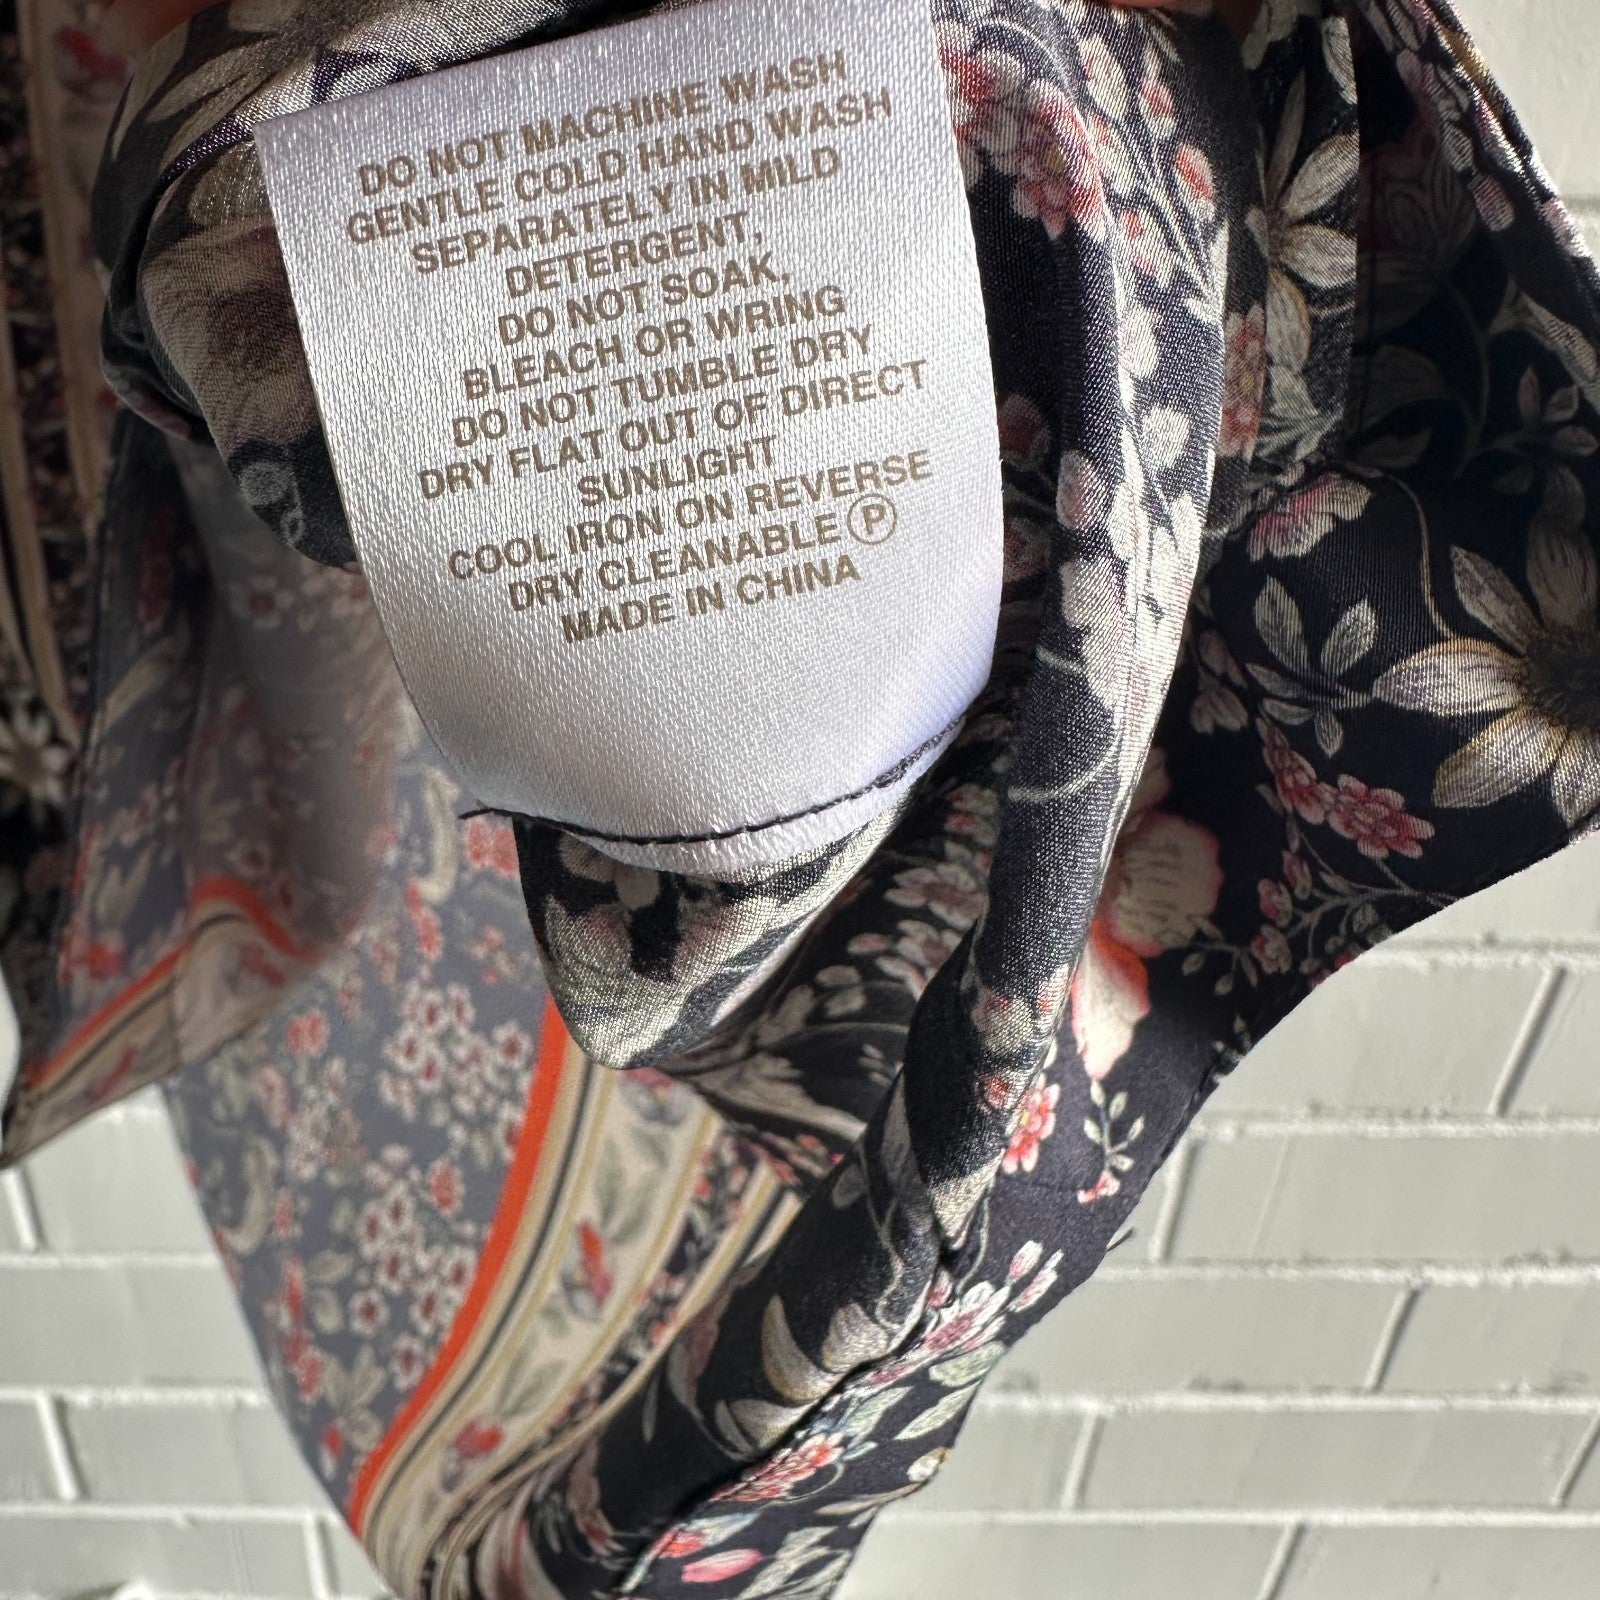 DO NOT MACHINE WASH
GENTLE COLD HAND WASH
SEPARATELY IN MILD
DETERGENT,
DO NOT SOAK,
BLEACH OR WRING
DO NOT TUMBLE DRY
DRY FLAT OUT OF DIRECT
SUNLIGHT
COOL IRON ON REVERSE
DRY CLEANABLE Ⓟ
MADE IN CHINA